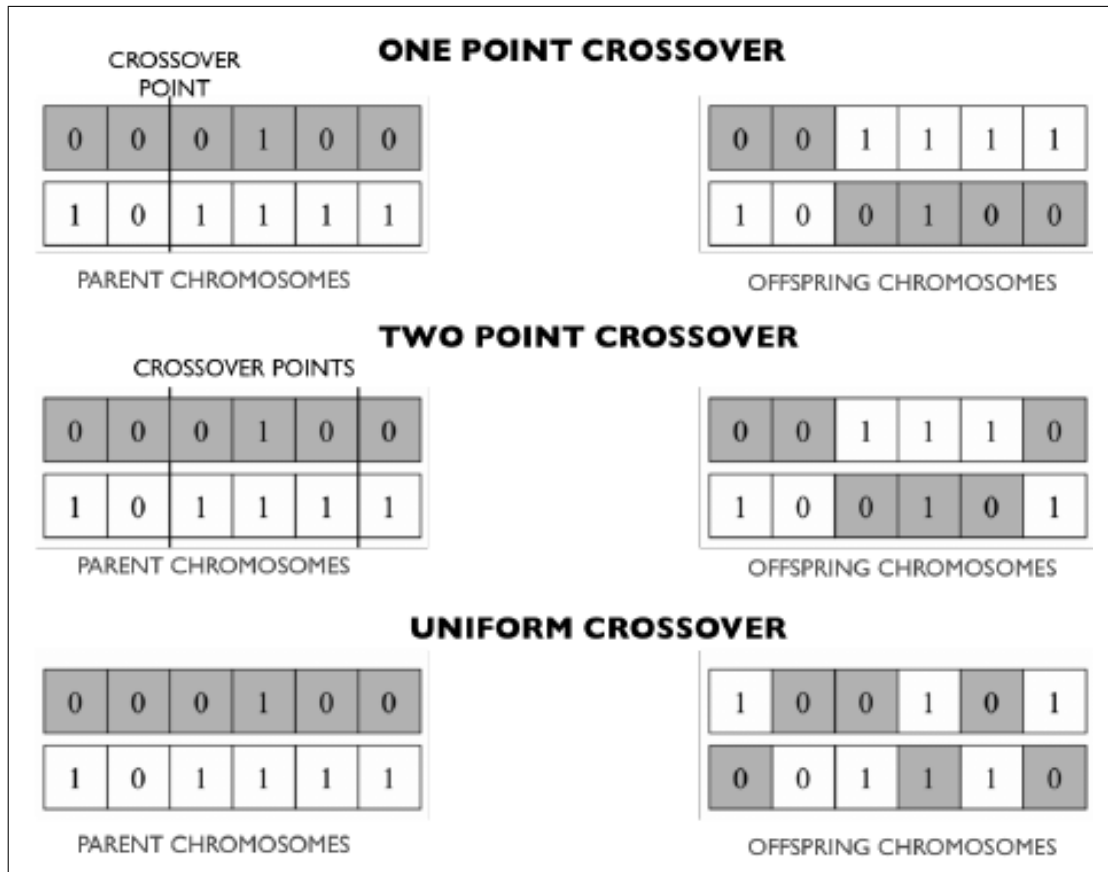 ONE POINT CROSSOVER
CROSSOVER
POINT
0 0 0 1 0 0
0 0 1 1 1 1
1 0 1 1 1 1
1 0 0 1 0 0
PARENT CHROMOSOMES
OFFSPRING CHROMOSOMES
TWO POINT CROSSOVER
CROSSOVER POINTS
0 0 0 1 0 0
0 0 1 1 1 0
1 0 1 1 1 1
1 0 0 1 0 1
PARENT CHROMOSOMES
OFFSPRING CHROMOSOMES
UNIFORM CROSSOVER
0 0 0 1 0 0
1 0 0 1 0 1
1 0 1 1 1 1
0 0 1 1 1 0
PARENT CHROMOSOMES
OFFSPRING CHROMOSOMES